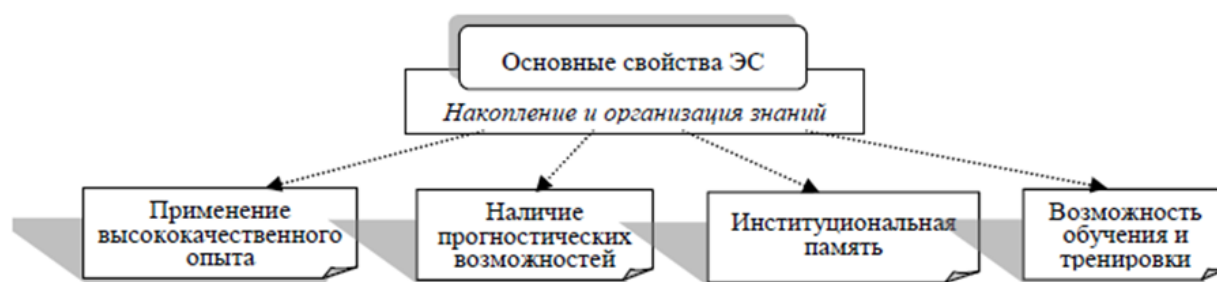 Основные свойства ЭС
Накопление и организация знаний
Применение
высококачественного
опыта
Наличие
прогностических
возможностей
Институциональная
память
Возможность
обучения и
тренировки